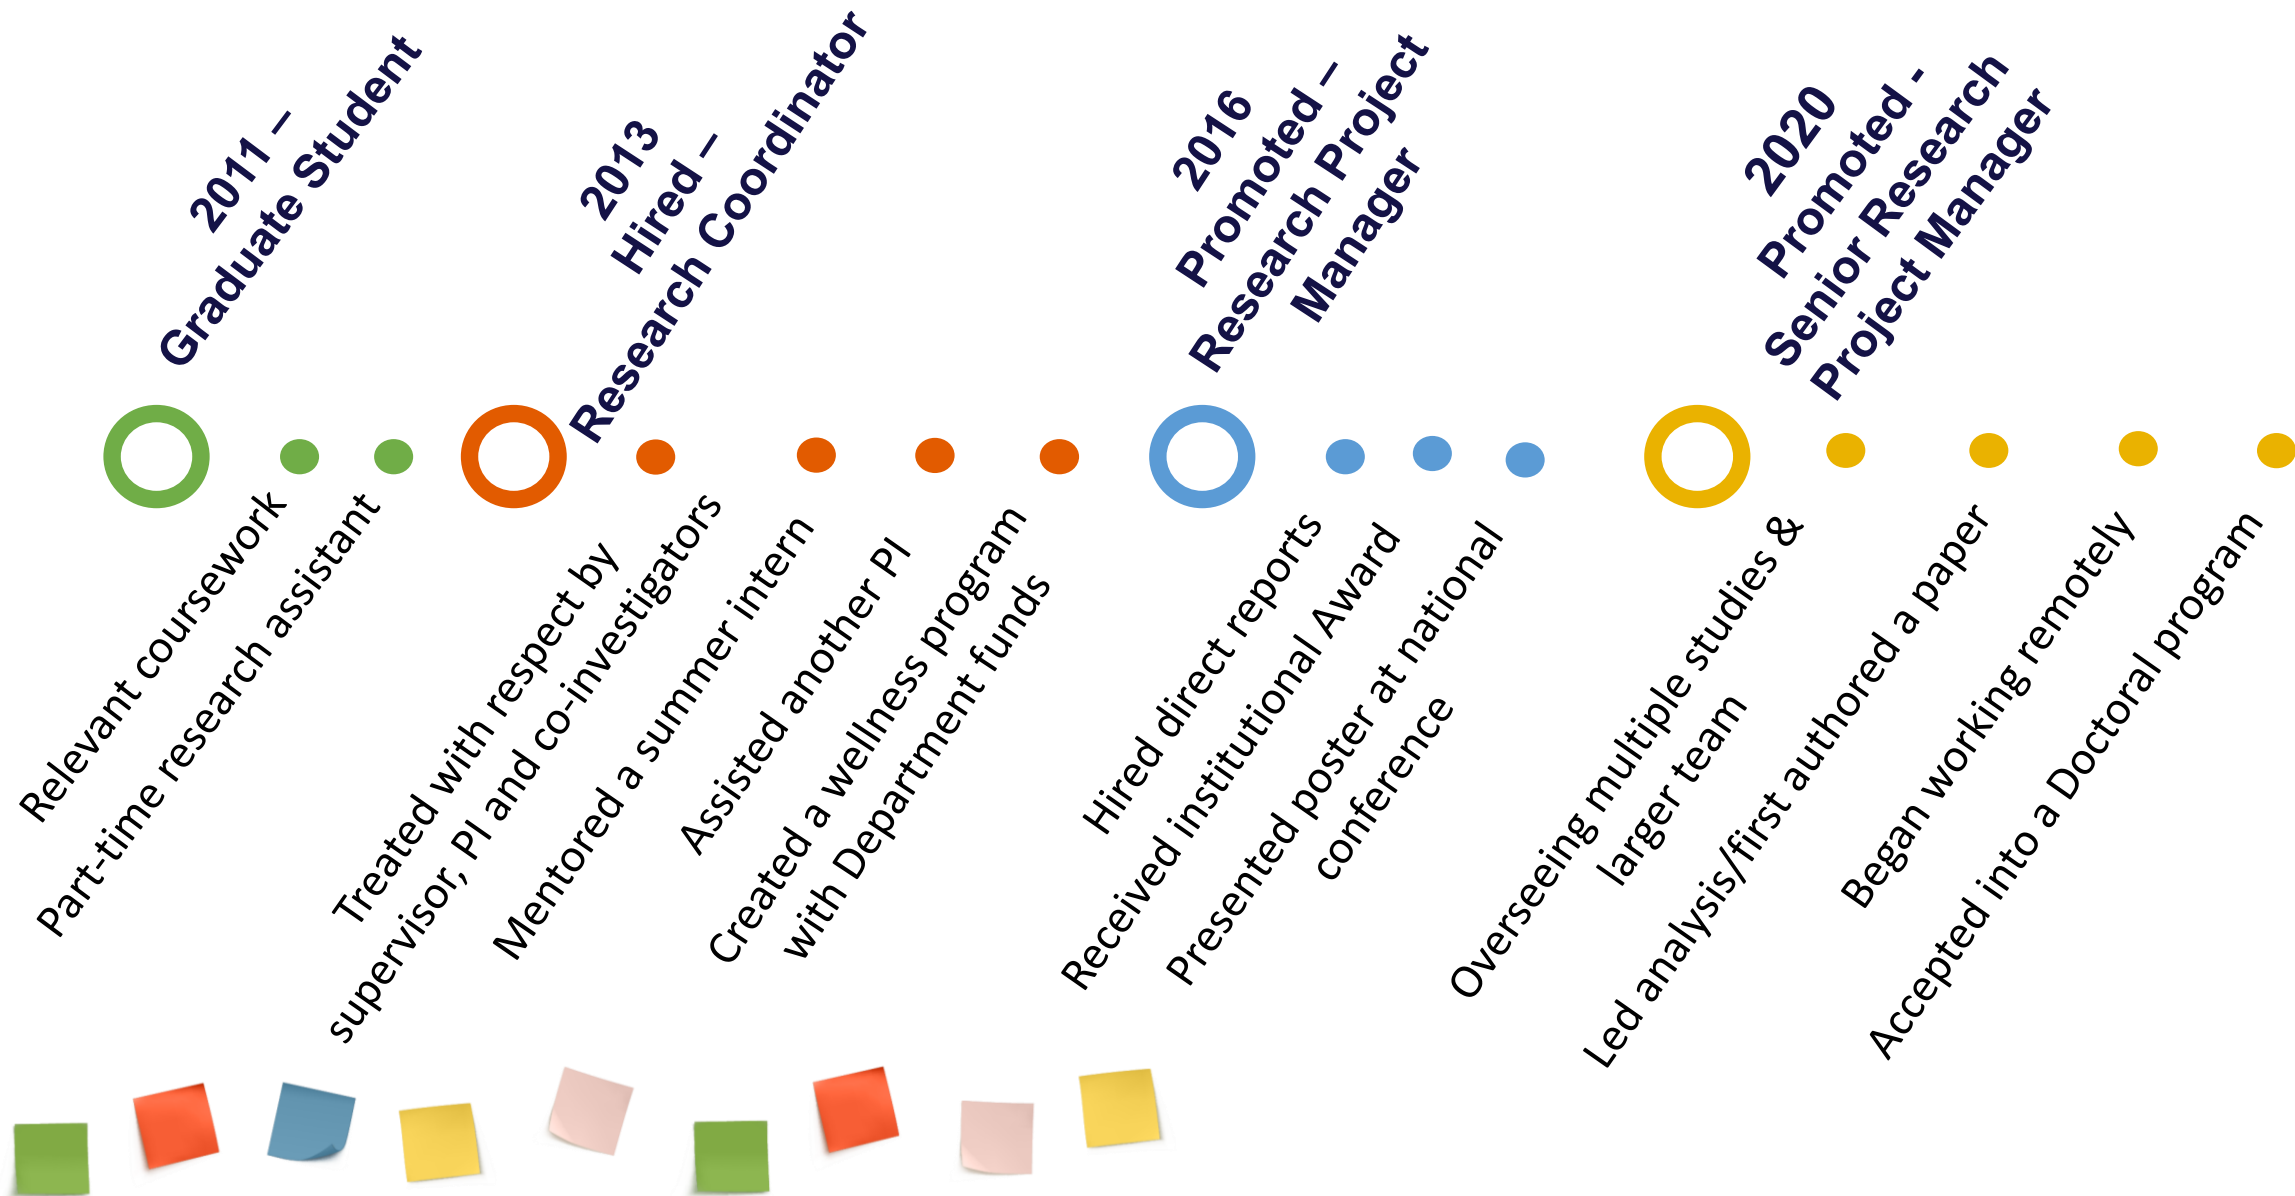 2011 –
Graduate Student
2013
Hired –
Research Coordinator
2016
Promoted –
Research Project
Manager
2020
Promoted -
Senior Research
Project Manager
Relevant coursework
Part-time research assistant
Treated with respect by
supervisor, PI and co-investigators
Mentored a summer intern
Assisted another PI
Created a wellness program
with Department funds
Hired direct reports
Received institutional Award
Presented poster at national
conference
Overseeing multiple studies &
larger team
Led analysis/first authored a paper
Began working remotely
Accepted into a Doctoral program